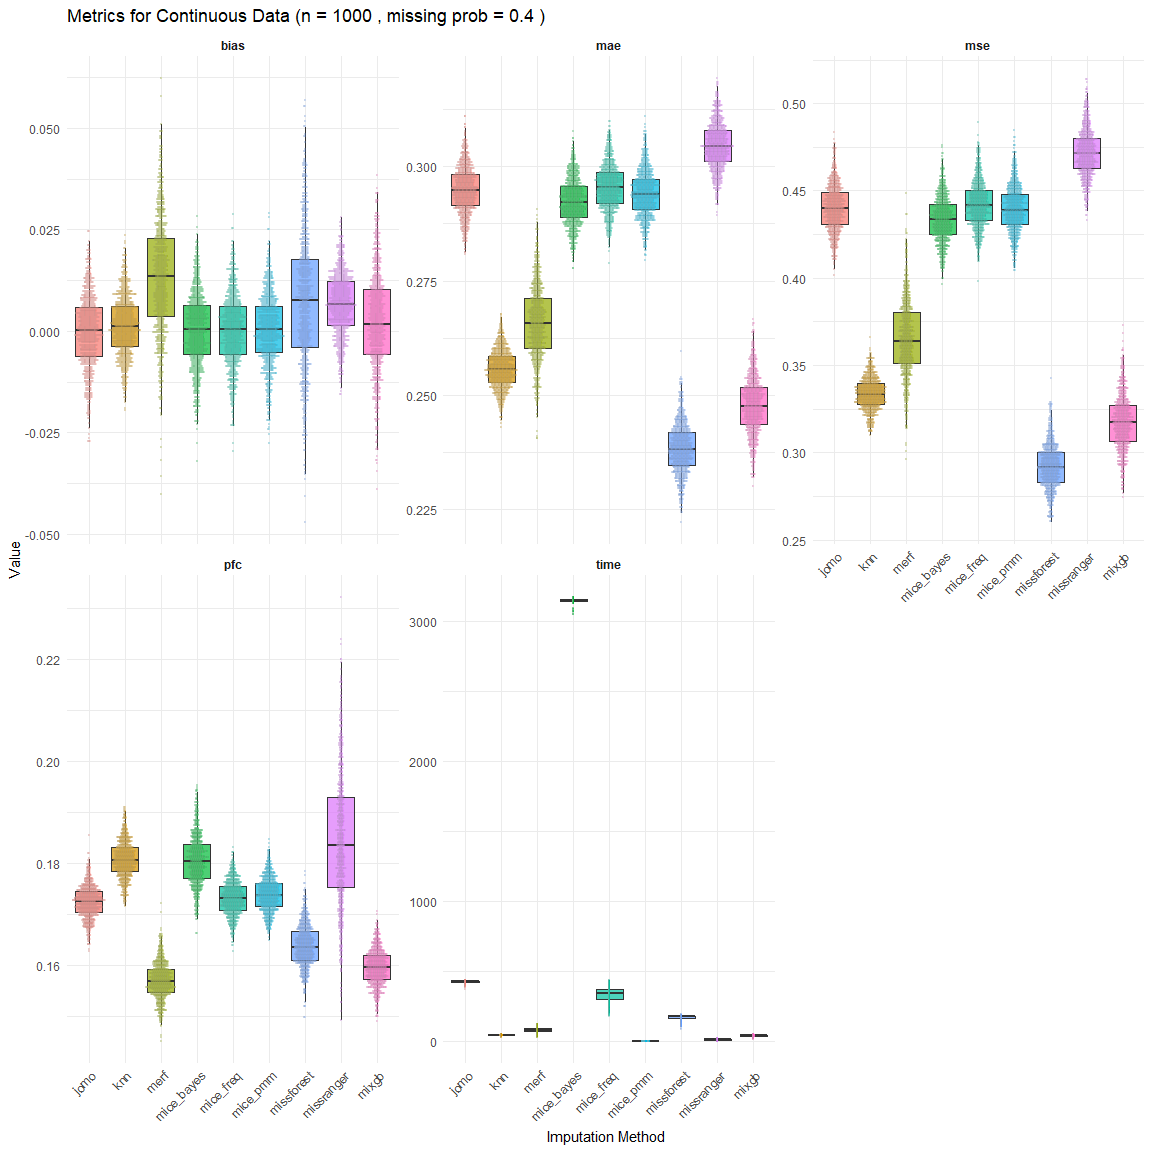 Metrics for Continuous Data (n = 1000 , missing prob = 0.4 )
bias
mae
mse
0.050
0.025
0.000
-0.025
-0.050
0.300
0.275
0.250
0.225
0.50
0.45
0.40
0.35
0.30
0.25
jomo
knn
merf
mice_bayes
mice_freq
mice_pmm
missforest
missranger
mixgb
Value
pfc
time
0.22
0.20
0.18
0.16
3000
2000
1000
0
jomo
knn
merf
mice_bayes
mice_freq
mice_pmm
missforest
missranger
mixgb
jomo
knn
merf
mice_bayes
mice_freq
mice_pmm
missforest
missranger
mixgb
Imputation Method